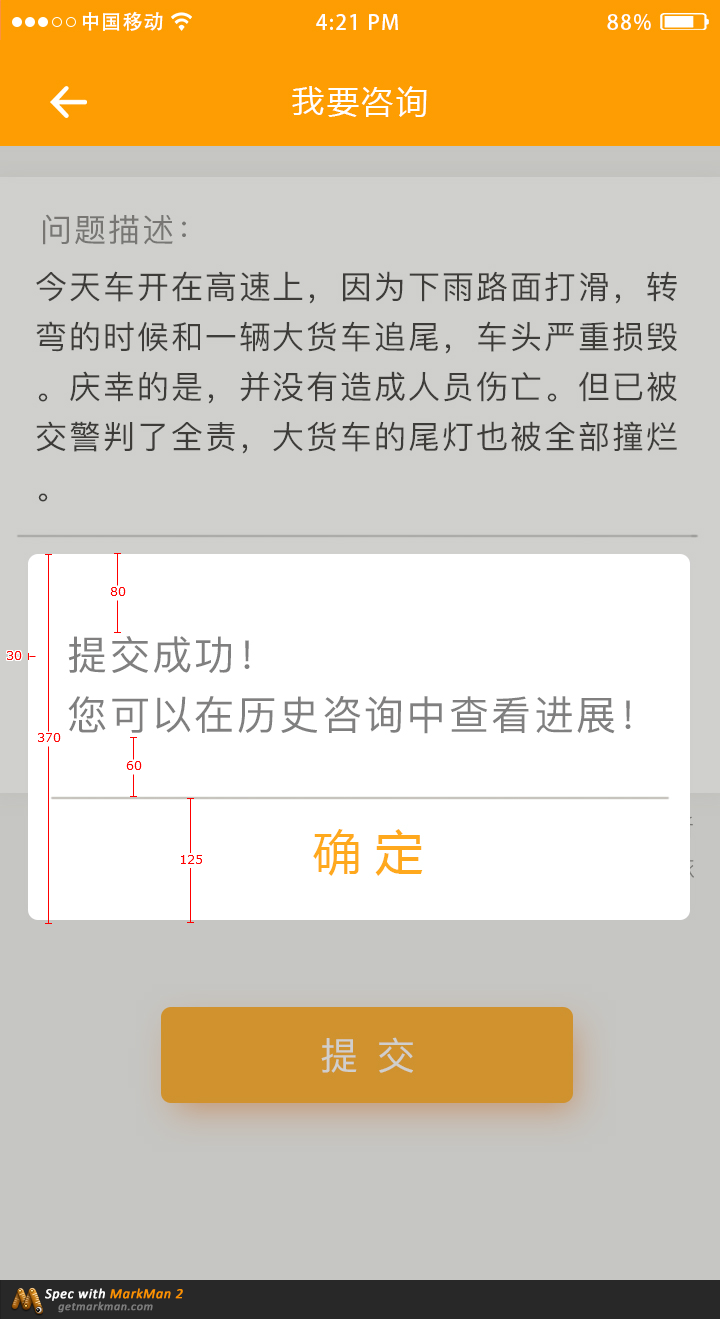 中国移动 4:21 PM 88%
我要咨询
问题描述：
今天车开在高速上，因为下雨路面打滑，转
弯的时候和一辆大货车追尾，车头严重损毁
。庆幸的是，并没有造成人员伤亡。但已被
交警判了全责，大货车的尾灯也被全部撞烂
。
80
30
提交成功！
您可以在历史咨询中查看进展！
370
60
125
确定
提 交
Spec with MarkMan 2
getmarkman.com